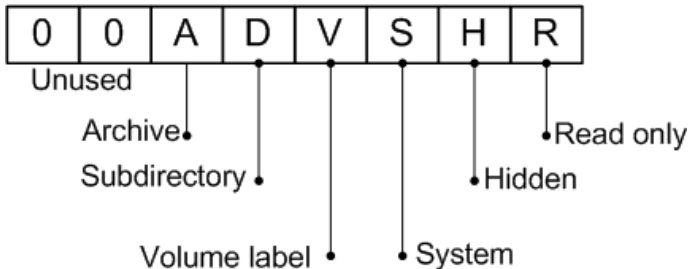 0 0 A D V S H R
Unused
Archive Read only
Subdirectory Hidden
Volume label System